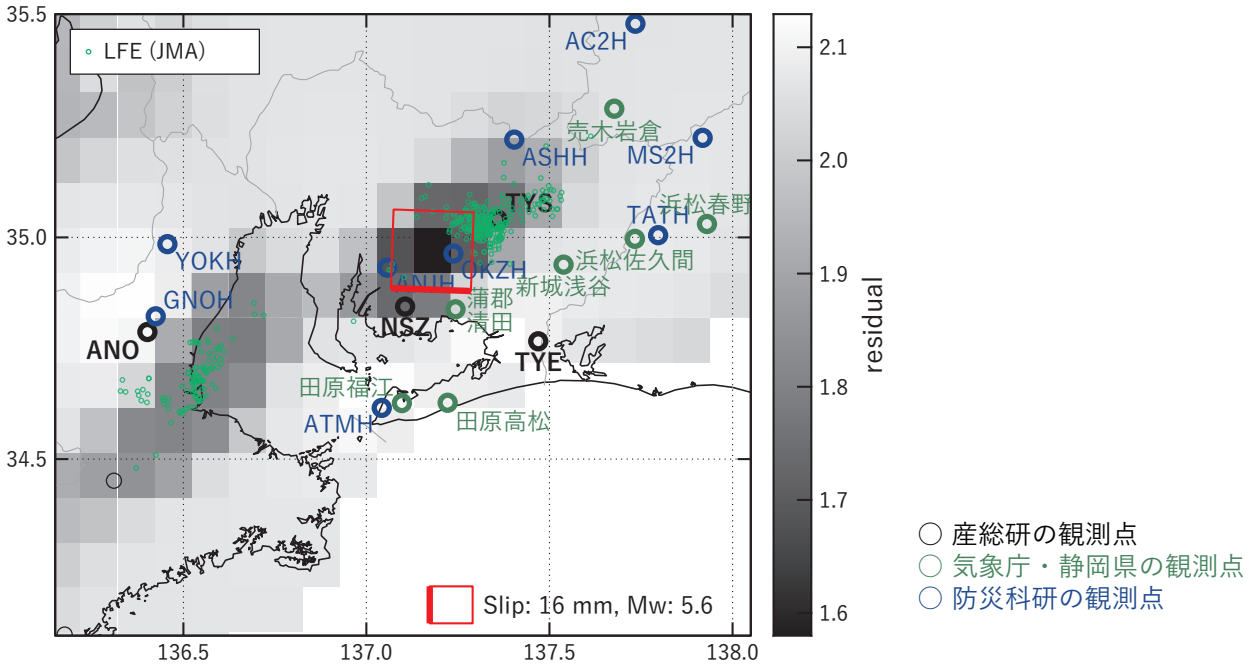 35.5
35.0
34.5
LFE (JMA)
AC2H
売木岩倉
ASHH
MS2H
TYS
浜松春野
TATH
YOKH
OKZH
浜松佐久間
ANJH
新城浅谷
GNOH
蒲郡
清田
NSZ
ANO
TYE
田原福江
ATMH
田原高松
Slip: 16 mm, Mw: 5.6
136.5
137.0
137.5
138.0
2.1
2.0
1.9
1.8
1.7
1.6
residual
産総研の観測点
気象庁・静岡県の観測点
防災科研の観測点